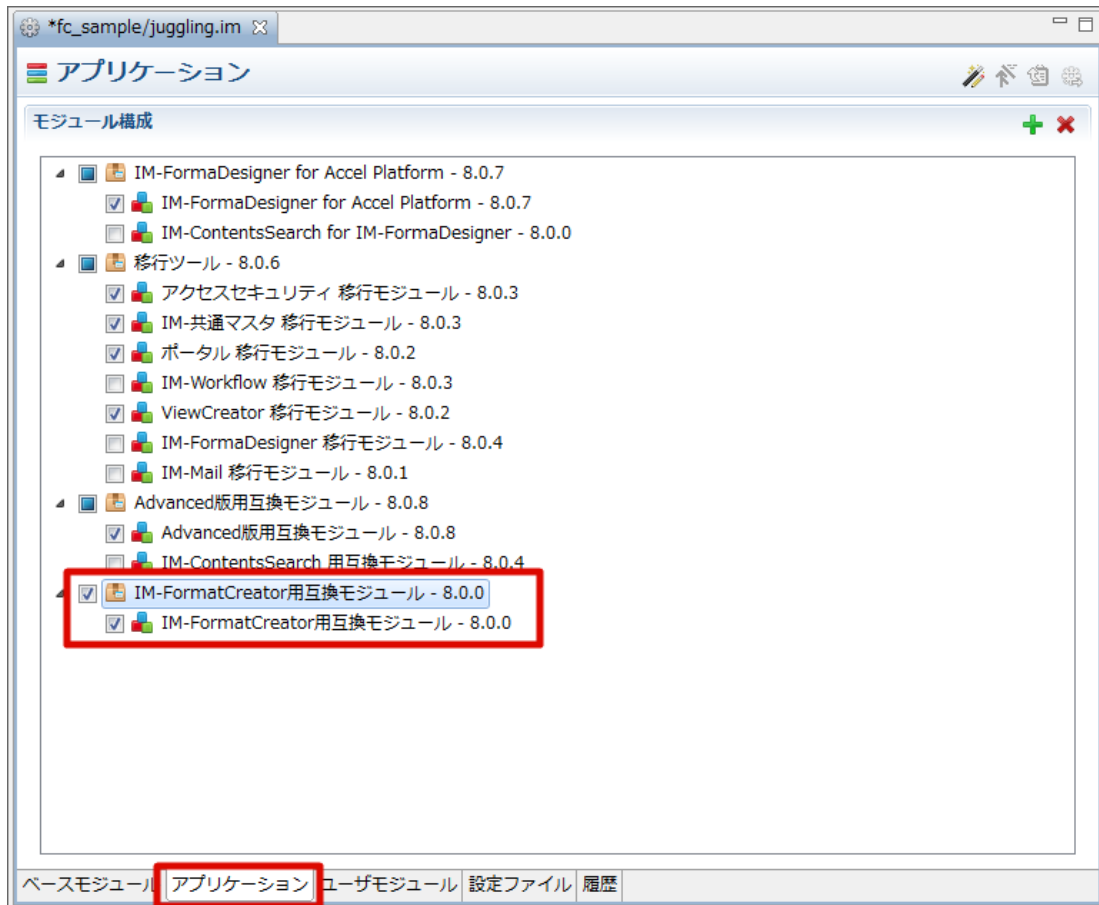 *fc_sample/juggling.im
アプリケーション
モジュール構成
IM-FormaDesigner for Accel Platform - 8.0.7
IM-FormaDesigner for Accel Platform - 8.0.7
IM-ContentsSearch for IM-FormaDesigner - 8.0.0
移行ツール - 8.0.6
アクセスセキュリティ 移行モジュール - 8.0.3
IM-共通マスタ 移行モジュール - 8.0.3
ポータル 移行モジュール - 8.0.2
IM-Workflow 移行モジュール - 8.0.3
ViewCreator 移行モジュール - 8.0.2
IM-FormaDesigner 移行モジュール - 8.0.4
IM-Mail 移行モジュール - 8.0.1
Advanced版用互換モジュール - 8.0.8
Advanced版用互換モジュール - 8.0.8
IM-ContentsSearch 用互換モジュール - 8.0.4
IM-FormatCreator用互換モジュール - 8.0.0
IM-FormatCreator用互換モジュール - 8.0.0
ベースモジュール アプリケーション ユーザモジュール 設定ファイル 履歴